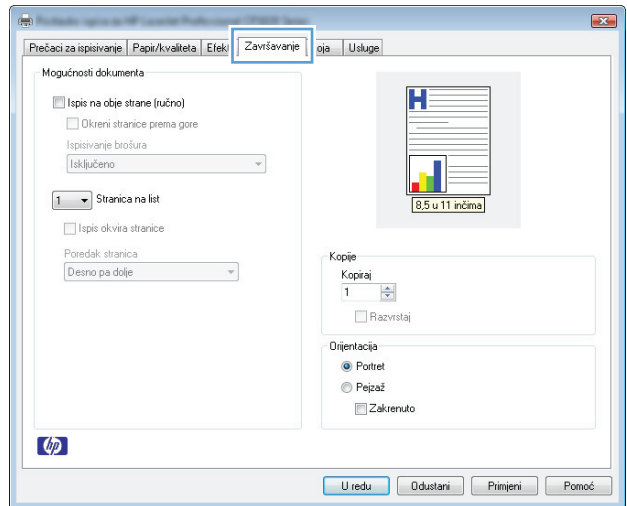 Prečaci za ispisivanje Papir/kvaliteta Efek Završavanje oja Usluge
Mogućnosti dokumenta
Ispis na obje strane (ručno)
Okreni stranice prema gore
Ispisivanje brošura
Isključeno
1 Stranica na list
Ispis okvira stranice
Poredak stranica
Desno pa dolje
H
8,5 u 11 inčima
Kopije
Kopiraj
1
Razvrstaj
Orijentacija
Portret
Pejzaž
Zakrenuto
hp
U redu Odustani Primjeni Pomoć